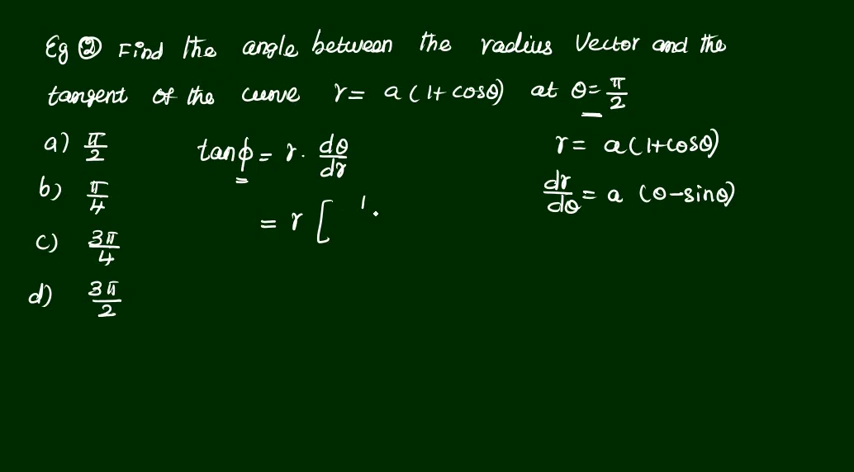 Eg ② Find the angle between the radius Vector and the
tangent of the curve r = a(1+cosθ) at θ = π/2
a) π/2
b) π/4
c) 3π/4
d) 3π/2
tanϕ = r · dθ/dr
= r [ 1 .
r = a(1+cosθ)
dr/dθ = a (0-sinθ)